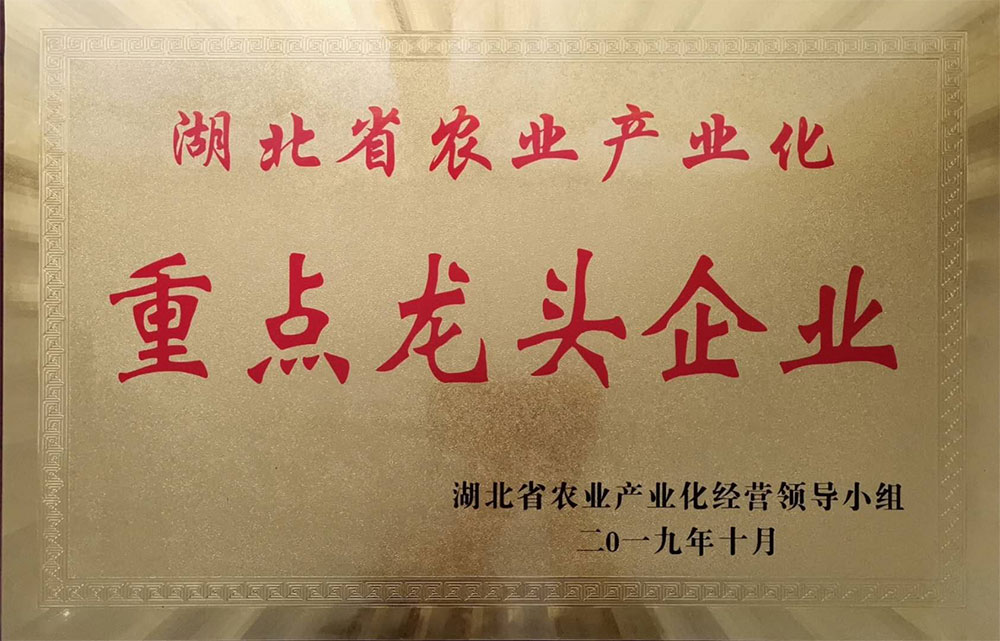 湖北省农业产业化
重点龙头企业
湖北省农业产业化经营领导小组
二0一九年十月